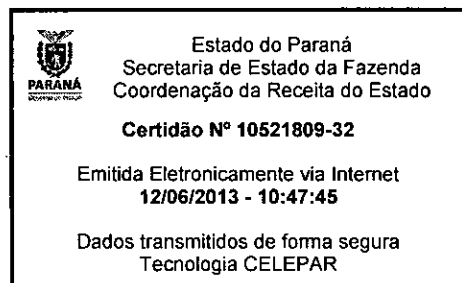 Estado do Paraná
Secretaria de Estado da Fazenda
Coordenação da Receita do Estado
PARANÁ
Certidão Nº 10521809-32
Emitida Eletronicamente via Internet
12/06/2013 - 10:47:45
Dados transmitidos de forma segura
Tecnologia CELEPAR